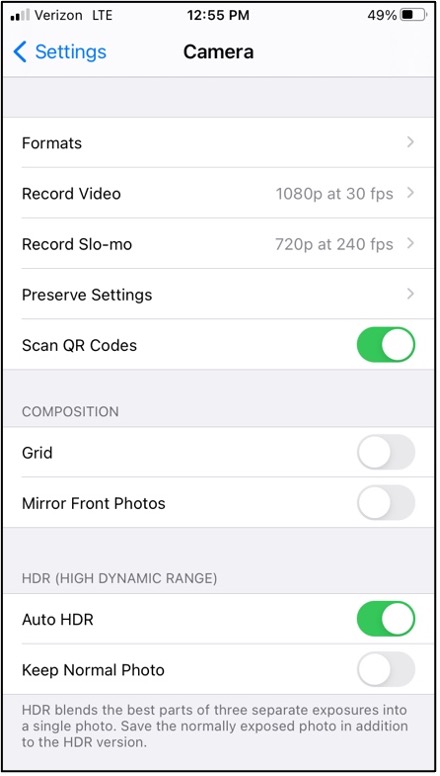 Verizon LTE 12:55 PM 49%
Settings Camera
Formats
Record Video 1080p at 30 fps
Record Slo-mo 720p at 240 fps
Preserve Settings
Scan QR Codes
COMPOSITION
Grid
Mirror Front Photos
HDR (HIGH DYNAMIC RANGE)
Auto HDR
Keep Normal Photo
HDR blends the best parts of three separate exposures into
a single photo. Save the normally exposed photo in addition
to the HDR version.